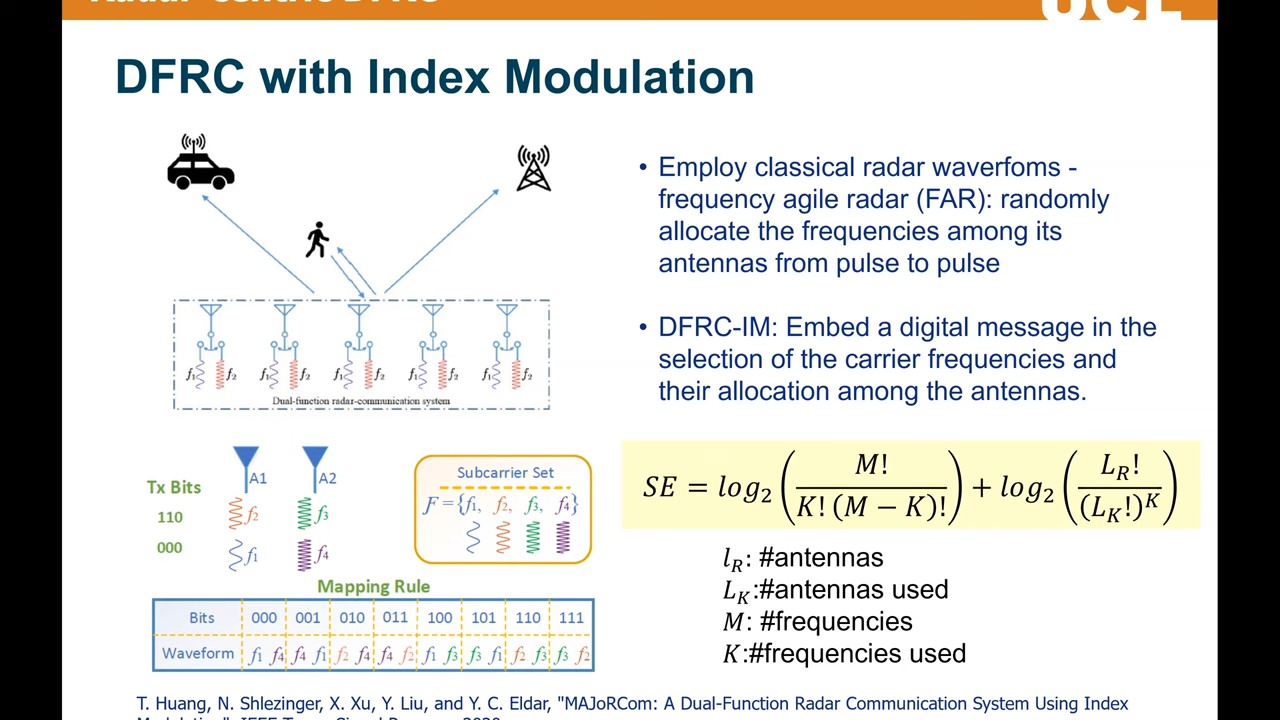 DFRC with Index Modulation
• Employ classical radar waverfoms -
frequency agile radar (FAR): randomly
allocate the frequencies among its
antennas from pulse to pulse
• DFRC-IM: Embed a digital message in the
selection of the carrier frequencies and
their allocation among the antennas.
f₁ f₂ f₁ f₂ f₁ f₂ f₁ f₂ f₁ f₂
Dual-function radar-communication system
A1 A2
Tx Bits
110 f₂ f₃
000 f₁ f₄
Subcarrier Set
F = {f₁, f₂, f₃, f₄}
Mapping Rule
Bits 000 001 010 011 100 101 110 111
Waveform f₁ f₄ f₄ f₁ f₂ f₄ f₄ f₂ f₁ f₃ f₃ f₁ f₂ f₃ f₃ f₂
SE = log₂ (M! / K! (M − K)!) + log₂ (L_R! / (L_K!)^K)
l_R: #antennas
L_K:#antennas used
M: #frequencies
K:#frequencies used
T. Huang, N. Shlezinger, X. Xu, Y. Liu, and Y. C. Eldar, "MAJoRCom: A Dual-Function Radar Communication System Using Index